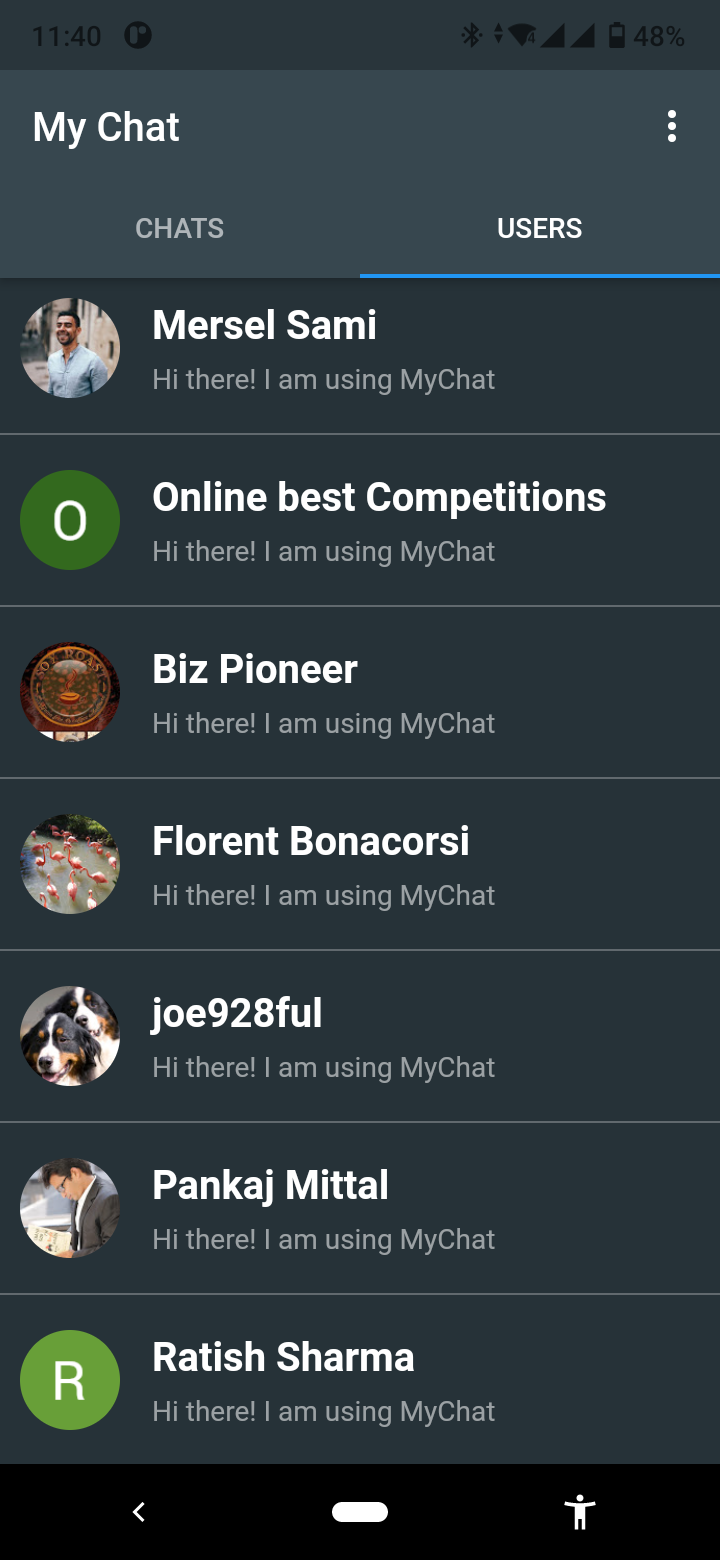 11:40 48%
My Chat
CHATS USERS
Mersel Sami
Hi there! I am using MyChat
O
Online best Competitions
Hi there! I am using MyChat
Biz Pioneer
Hi there! I am using MyChat
Florent Bonacorsi
Hi there! I am using MyChat
joe928ful
Hi there! I am using MyChat
Pankaj Mittal
Hi there! I am using MyChat
R
Ratish Sharma
Hi there! I am using MyChat